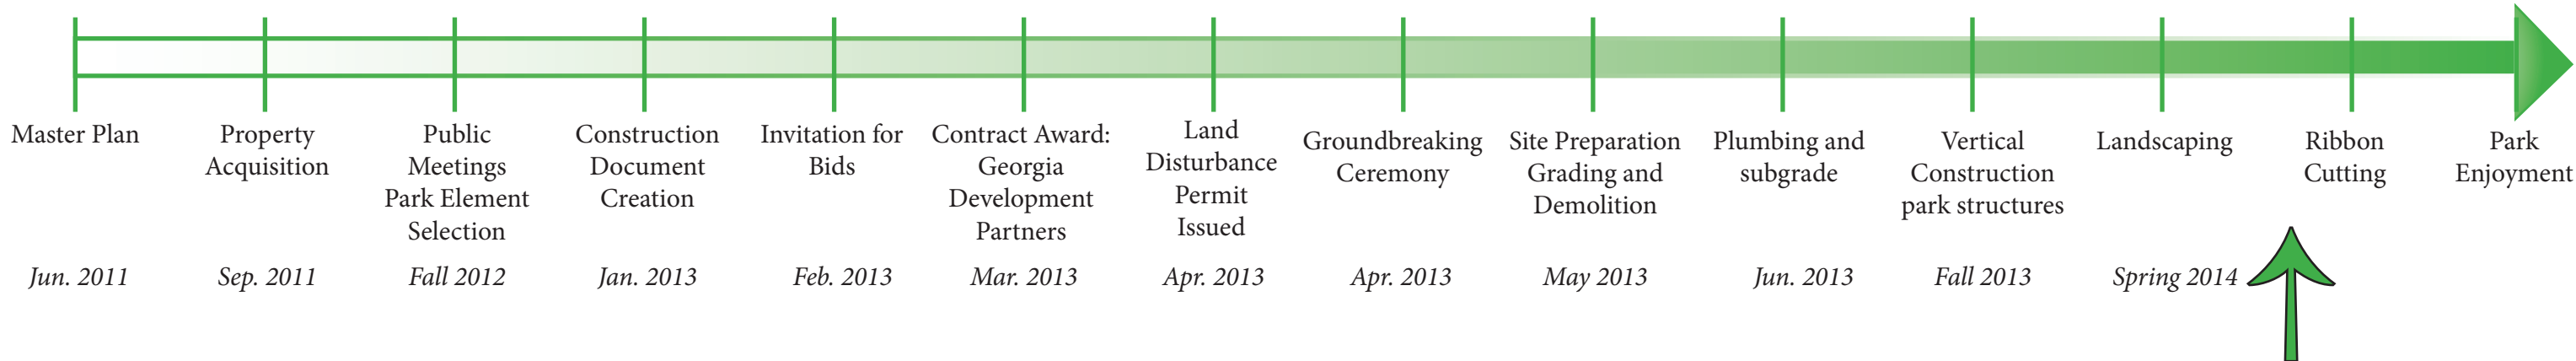 Master Plan
Jun. 2011
Property
Acquisition
Sep. 2011
Public
Meetings
Park Element
Selection
Fall 2012
Construction
Document
Creation
Jan. 2013
Invitation for
Bids
Feb. 2013
Contract Award:
Georgia
Development
Partners
Mar. 2013
Land
Disturbance
Permit
Issued
Apr. 2013
Groundbreaking
Ceremony
Apr. 2013
Site Preparation
Grading and
Demolition
May 2013
Plumbing and
subgrade
Jun. 2013
Vertical
Construction
park structures
Fall 2013
Landscaping
Spring 2014
Ribbon
Cutting
Park
Enjoyment